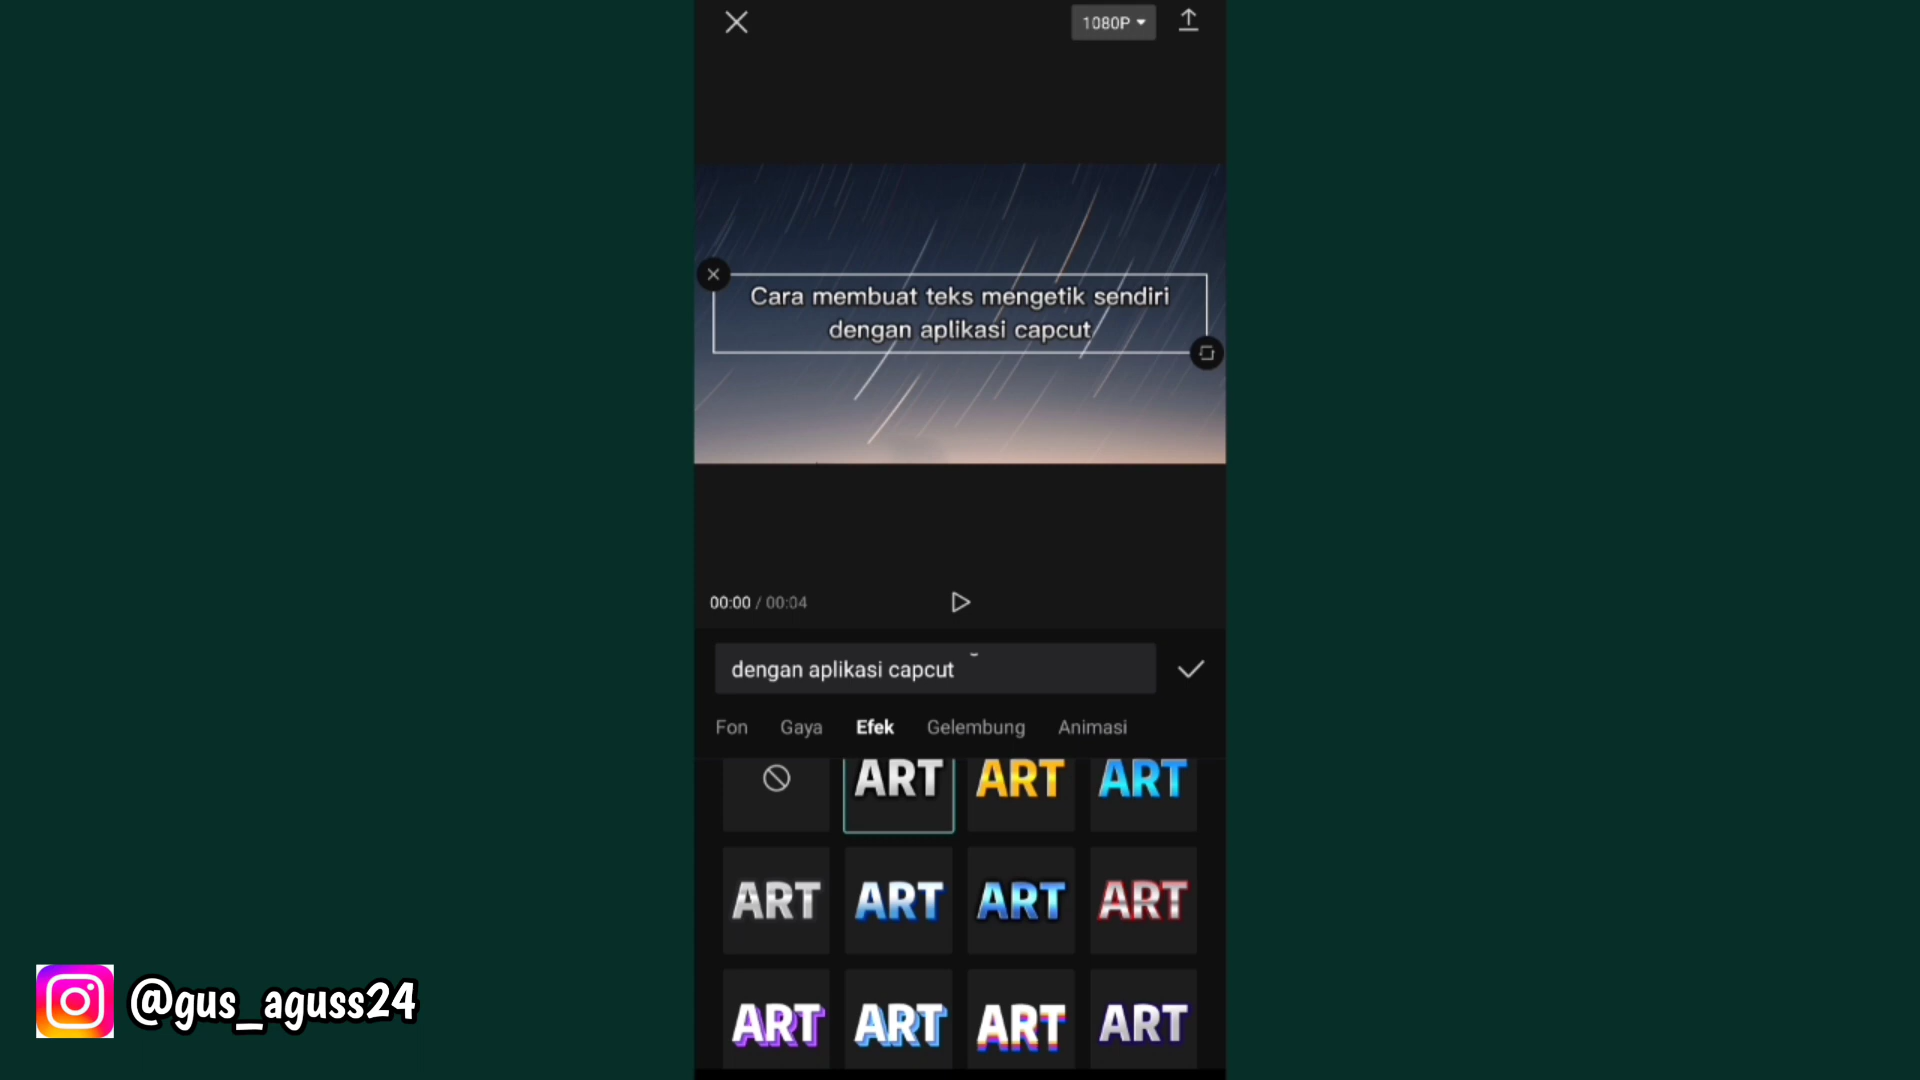 1080P
Cara membuat teks mengetik sendiri
dengan aplikasi capcut
00:00 / 00:04
dengan aplikasi capcut
Fon Gaya Efek Gelembung Animasi
ART ART ART
ART ART ART ART
ART ART ART ART
@gus_aguss24